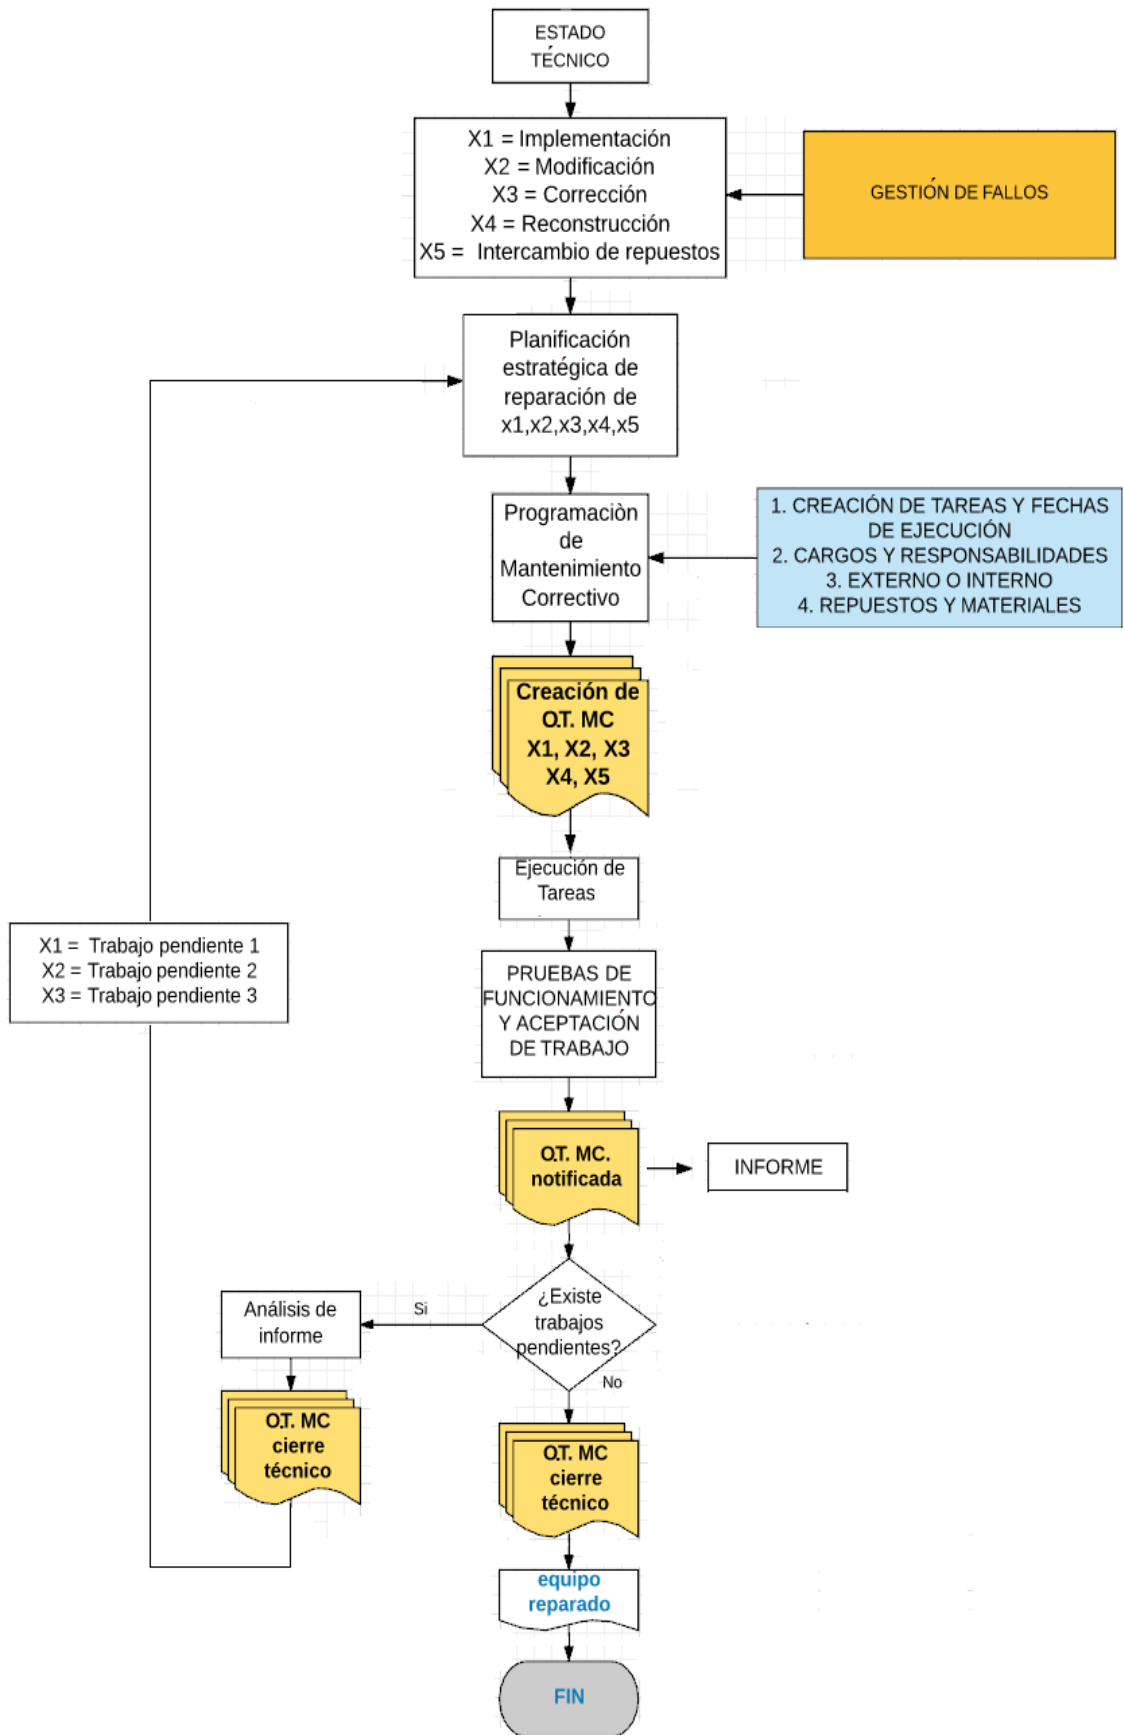 ESTADO
TÉCNICO
X1 = Implementación
X2 = Modificación
X3 = Corrección
X4 = Reconstrucción
X5 = Intercambio de repuestos
GESTIÓN DE FALLOS
Planificación
estratégica de
reparación de
x1,x2,x3,x4,x5
Programaciòn
de
Mantenimiento
Correctivo
1. CREACIÓN DE TAREAS Y FECHAS
DE EJECUCIÓN
2. CARGOS Y RESPONSABILIDADES
3. EXTERNO O INTERNO
4. REPUESTOS Y MATERIALES
Creación de
O.T. MC
X1, X2, X3
X4, X5
Ejecución de
Tareas
X1 = Trabajo pendiente 1
X2 = Trabajo pendiente 2
X3 = Trabajo pendiente 3
PRUEBAS DE
FUNCIONAMIENTO
Y ACEPTACIÓN
DE TRABAJO
O.T. MC.
notificada
INFORME
¿Existe
trabajos
pendientes?
Si
Análisis de
informe
No
O.T. MC
cierre
técnico
O.T. MC
cierre
técnico
equipo
reparado
FIN